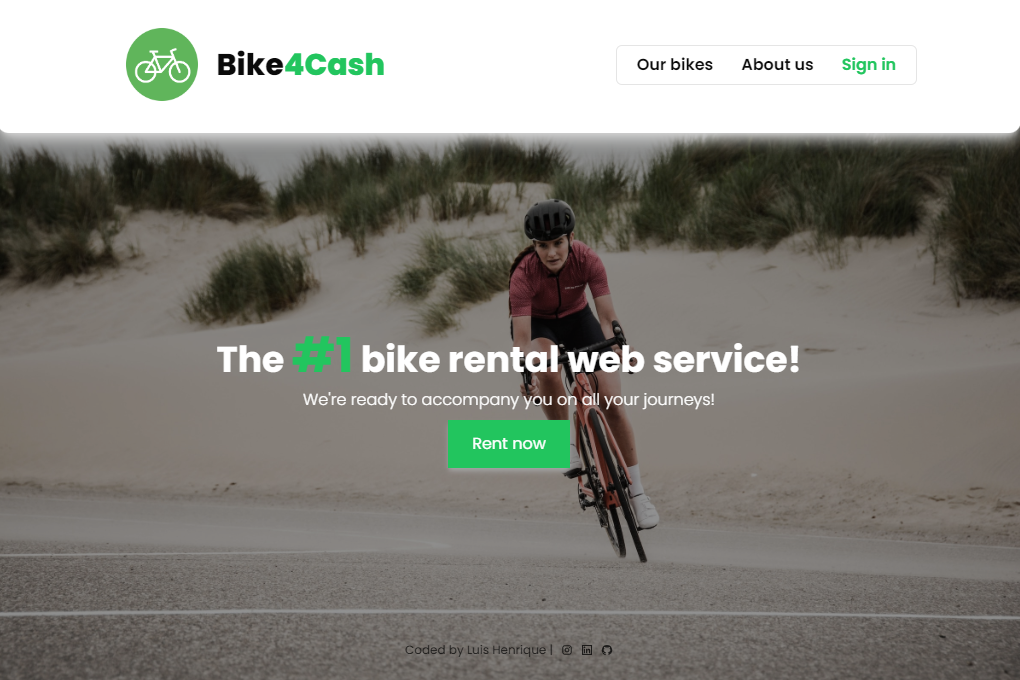 Bike4Cash
Our bikes About us Sign in
The #1 bike rental web service!
We're ready to accompany you on all your journeys!
Rent now
Coded by Luis Henrique |